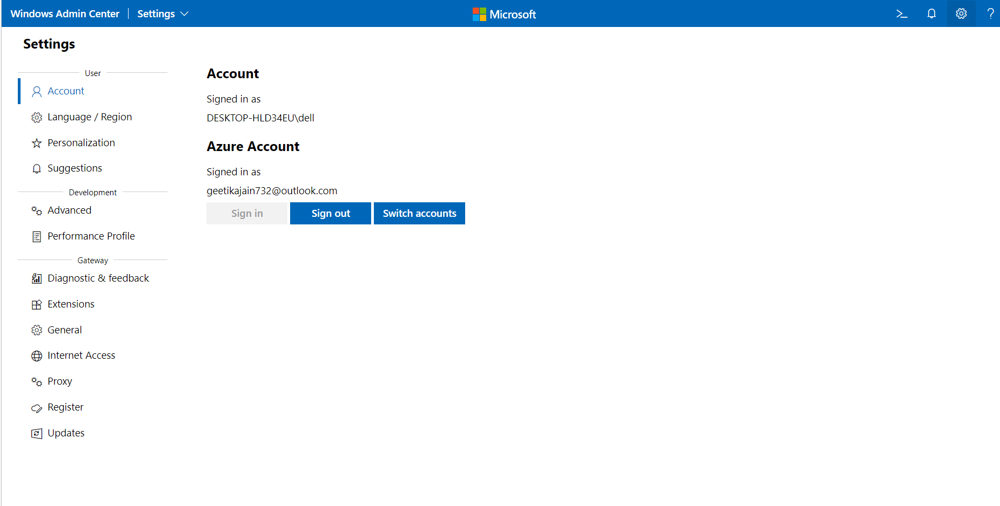 Windows Admin Center
Settings
Microsoft
Settings
User
Account
Language / Region
Personalization
Suggestions
Development
Advanced
Performance Profile
Gateway
Diagnostic & feedback
Extensions
General
Internet Access
Proxy
Register
Updates
Account
Signed in as
DESKTOP-HLD34EU\dell
Azure Account
Signed in as
geetikajain732@outlook.com
Sign in
Sign out
Switch accounts